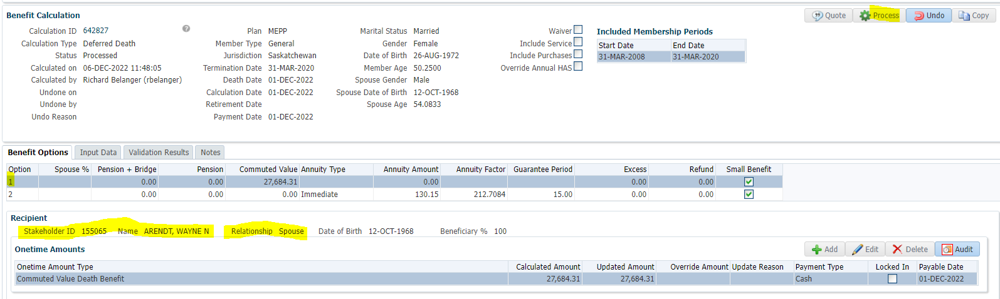 Benefit Calculation Quote Process Undo Copy
Calculation ID 642827 ? Plan MEPP Marital Status Married Waiver Included Membership Periods
Calculation Type Deferred Death Member Type General Gender Female Include Service Start Date End Date
Status Processed Jurisdiction Saskatchewan Date of Birth 26-AUG-1972 Include Purchases 31-MAR-2008 31-MAR-2020
Calculated on 06-DEC-2022 11:48:05 Termination Date 31-MAR-2020 Member Age 50.2500 Override Annual HAS
Calculated by Richard Belanger (rbelanger) Death Date 01-DEC-2022 Spouse Gender Male
Undone on Calculation Date 01-DEC-2022 Spouse Date of Birth 12-OCT-1968
Undone by Retirement Date Spouse Age 54.0833
Undo Reason Payment Date 01-DEC-2022
Benefit Options Input Data Validation Results Notes
Option Spouse % Pension + Bridge Pension Commuted Value Annuity Type Annuity Amount Annuity Factor Guarantee Period Excess Refund Small Benefit
1 0.00 0.00 27,684.31 0.00 0.00 0.00
2 0.00 0.00 0.00 Immediate 130.15 212.7084 15.00 0.00 0.00
Recipient
Stakeholder ID 155065 Name ARENDT, WAYNE N Relationship Spouse Date of Birth 12-OCT-1968 Beneficiary % 100
Onetime Amounts Add Edit Delete Audit
Onetime Amount Type Calculated Amount Updated Amount Override Amount Update Reason Payment Type Locked In Payable Date
Commuted Value Death Benefit 27,684.31 27,684.31 Cash 01-DEC-2022